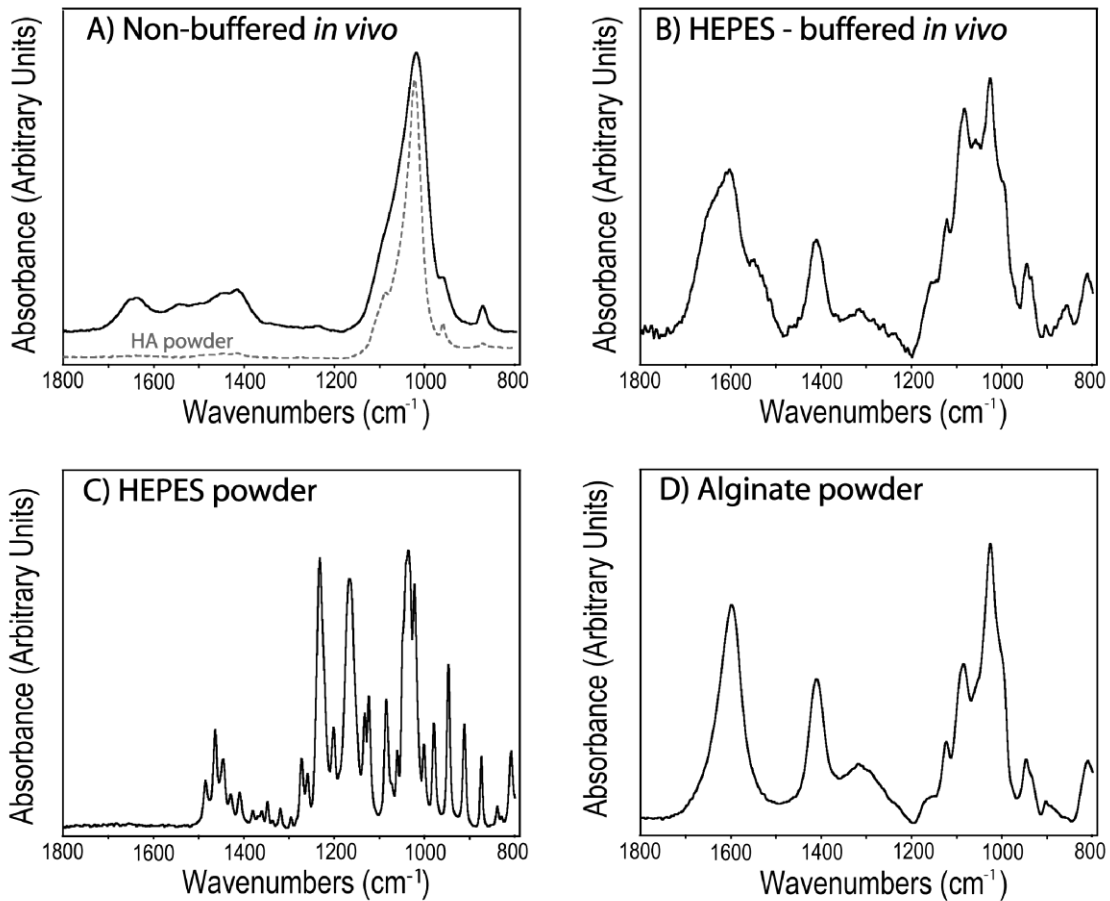 A) Non-buffered in vivo
Absorbance (Arbitrary Units)
HA powder
1800 1600 1400 1200 1000 800
Wavenumbers (cm⁻¹)
B) HEPES - buffered in vivo
Absorbance (Arbitrary Units)
1800 1600 1400 1200 1000 800
Wavenumbers (cm⁻¹)
C) HEPES powder
Absorbance (Arbitrary Units)
1800 1600 1400 1200 1000 800
Wavenumbers (cm⁻¹)
D) Alginate powder
Absorbance (Arbitrary Units)
1800 1600 1400 1200 1000 800
Wavenumbers (cm⁻¹)